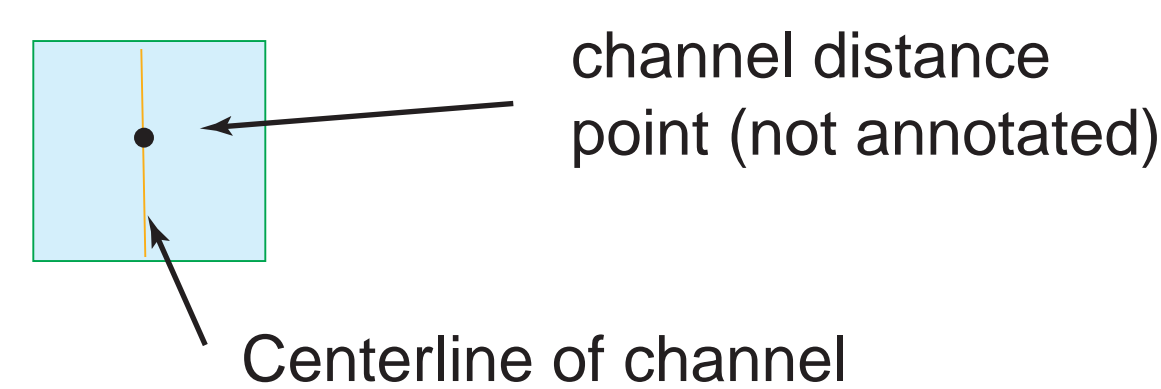 channel distance
point (not annotated)
Centerline of channel